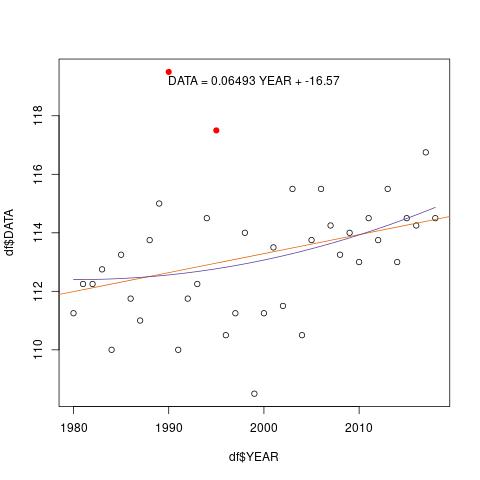 DATA = 0.06493 YEAR + -16.57
118
116
114
112
110
df$DATA
1980 1990 2000 2010
df$YEAR